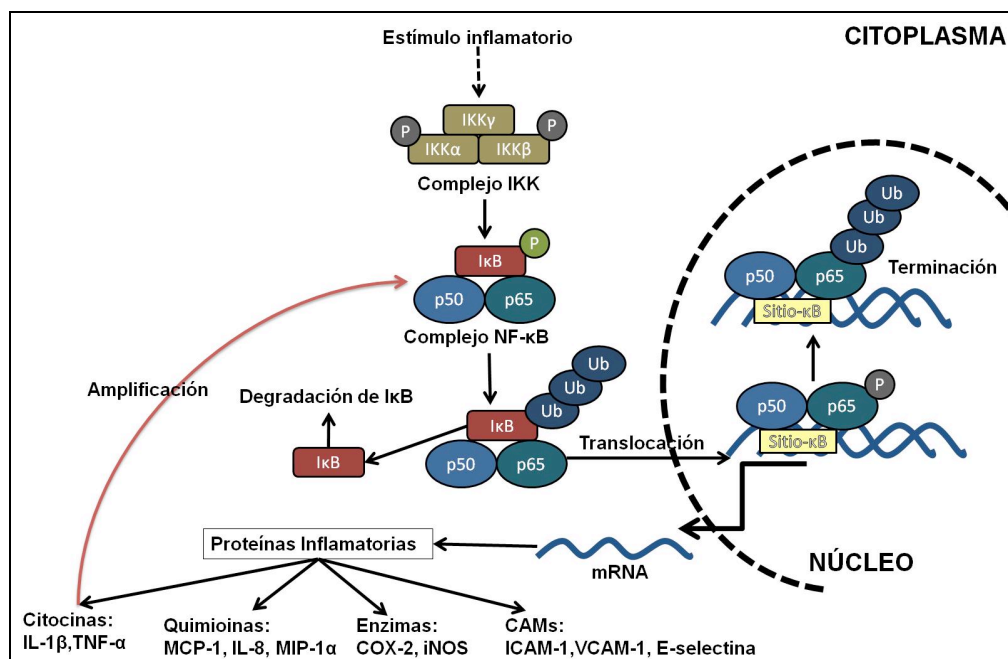 Estímulo inflamatorio
CITOPLASMA
IKKγ
P
P
IKKα
IKKβ
Complejo IKK
P
IκB
p50
p65
Complejo NF-κB
Ub
Ub
Ub
p50
p65
Terminación
Sitio-κB
Amplificación
Degradación de IκB
Ub
Ub
Ub
IκB
IκB
p50
p65
Translocación
P
p50
p65
Sitio-κB
Proteínas Inflamatorias
mRNA
NÚCLEO
Citocinas:
IL-1β,TNF-α
Quimioinas:
MCP-1, IL-8, MIP-1α
Enzimas:
COX-2, iNOS
CAMs:
ICAM-1,VCAM-1, E-selectina